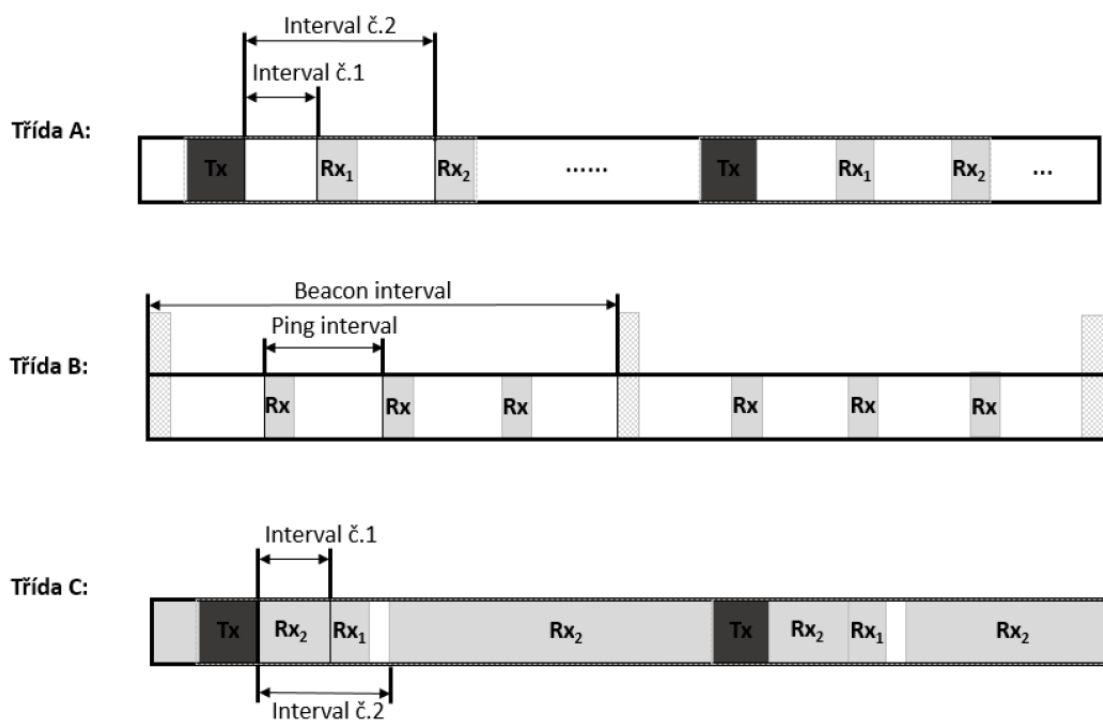 Interval č.2
Interval č.1
Třída A:
Tx Rx₁ Rx₂ ...... Tx Rx₁ Rx₂ ...
Beacon interval
Ping interval
Třída B:
Rx Rx Rx Rx Rx Rx
Interval č.1
Třída C:
Tx Rx₂ Rx₁ Rx₂ Tx Rx₂ Rx₁ Rx₂
Interval č.2